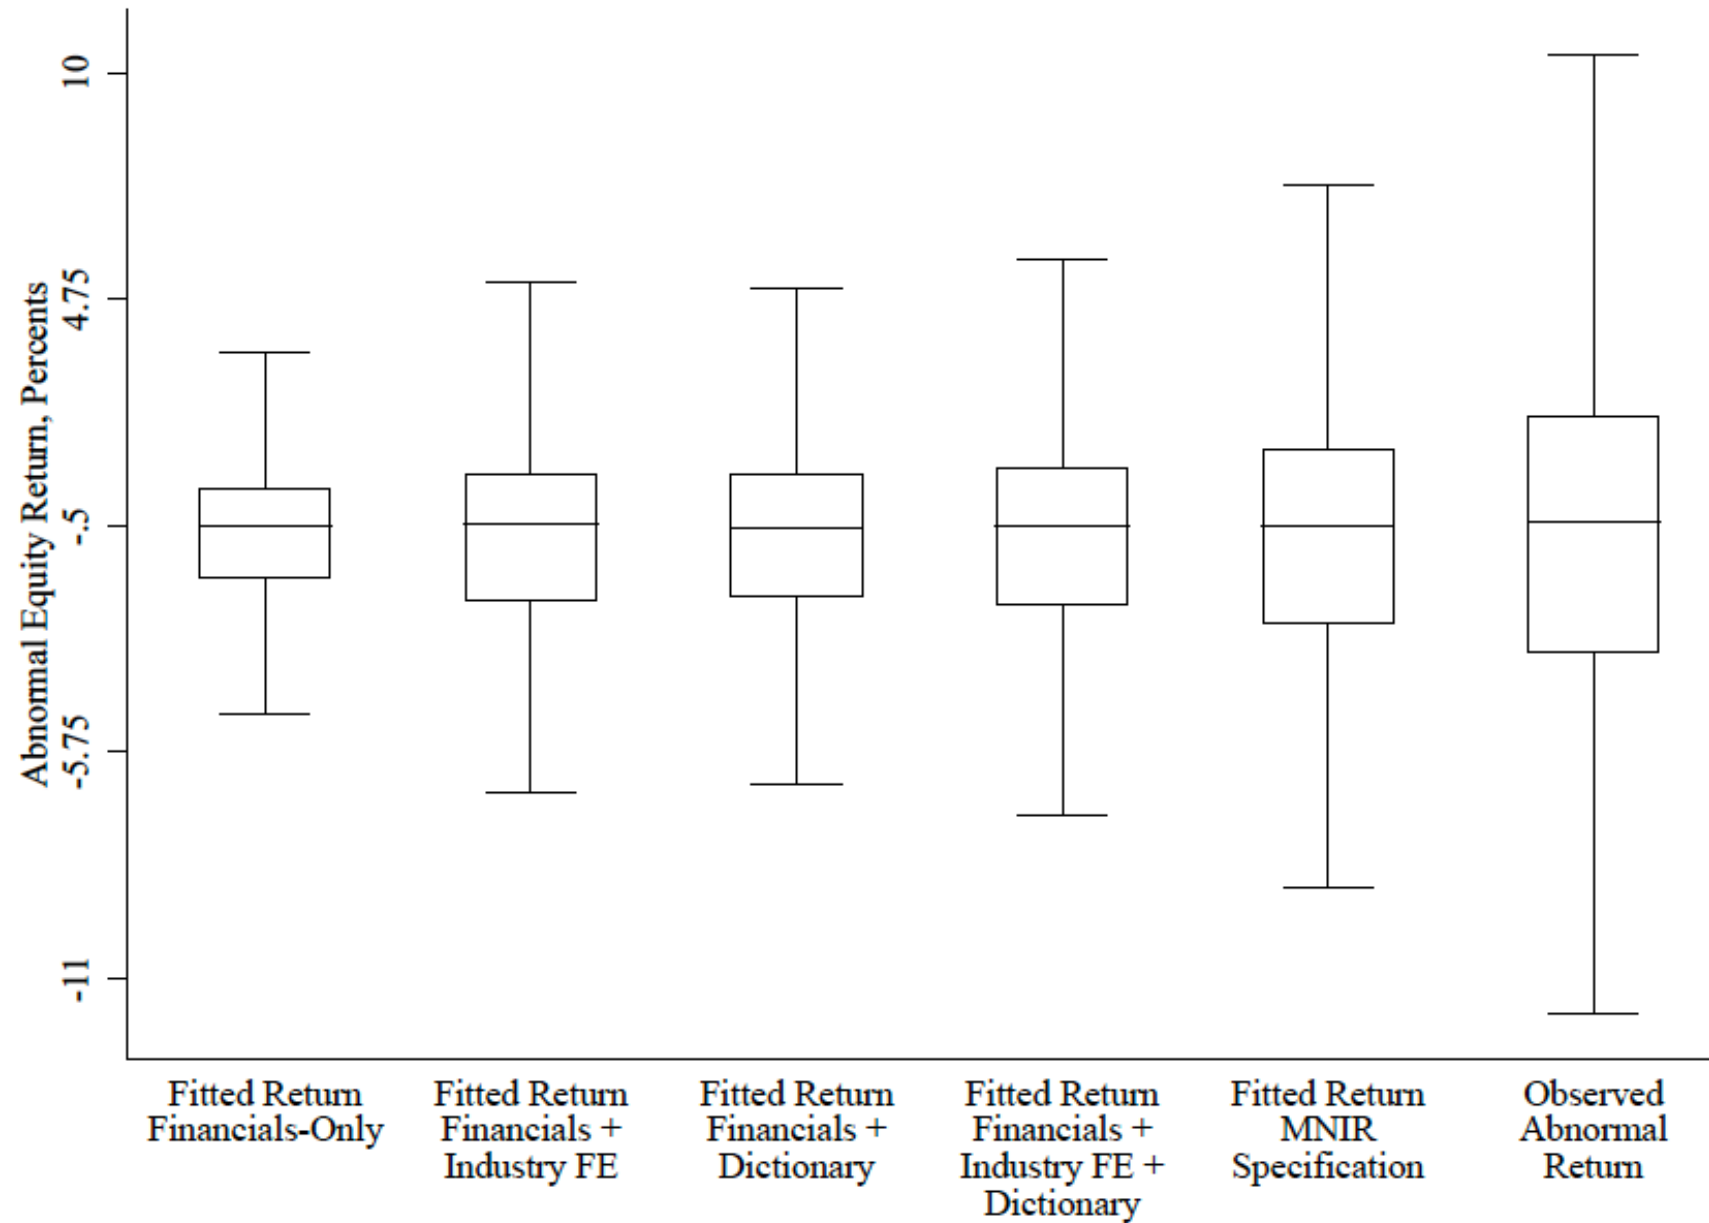 Abnormal Equity Return, Percents
10
4.75
-.5
-5.75
-11
Fitted Return
Financials-Only
Fitted Return
Financials +
Industry FE
Fitted Return
Financials +
Dictionary
Fitted Return
Financials +
Industry FE +
Dictionary
Fitted Return
MNIR
Specification
Observed
Abnormal
Return